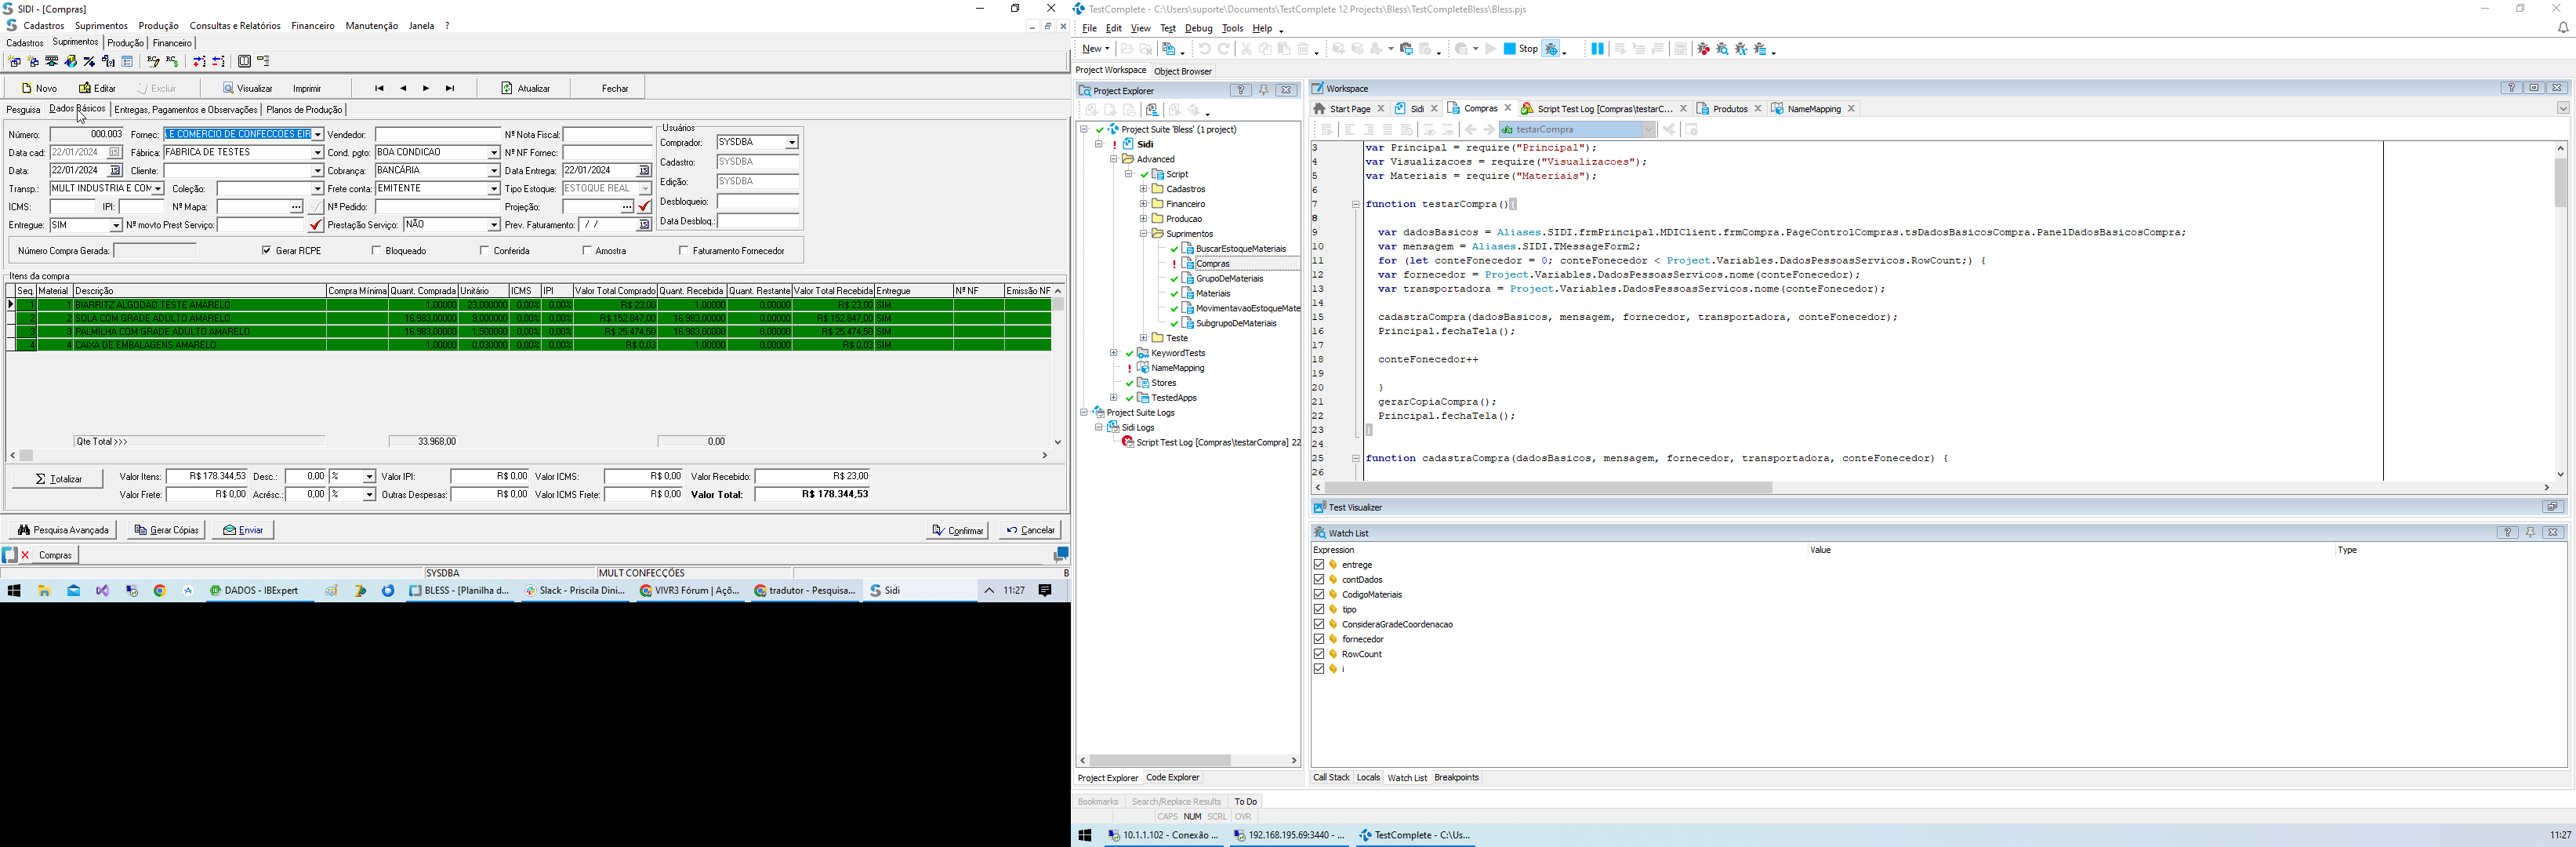 SIDI - [Compras]
Cadastros Suprimentos Produção Consultas e Relatórios Financeiro Manutenção Janela ?
Cadastros Suprimentos Produção Financeiro
Novo Editar Excluir Visualizar Imprimir Atualizar Fechar
Pesquisa Dados Básicos Entregas, Pagamentos e Observações Planos de Produção
Número: 000.003 Fornec: E COMERCIO DE CONFECCOES EIR Vendedor: Nº Nota Fiscal:
Data cad: 22/01/2024 Fábrica: FABRICA DE TESTES Cond. pgto: BOA CONDICAO Nº NF Fornec:
Data: 22/01/2024 Cliente: Cobrança: BANCÁRIA Data Entrega: 22/01/2024
Transp.: MULT INDUSTRIA E COM Coleção: Frete conta: EMITENTE Tipo Estoque: ESTOQUE REAL
ICMS: IPI: Nº Mapa: ... Nº Pedido: Projeção: ...
Entregue: SIM Nº movto Prest Serviço: Prestação Serviço: NÃO Prev. Faturamento: / /
Usuários
Comprador: SYSDBA
Cadastro: SYSDBA
Edição: SYSDBA
Desbloqueio:
Data Desbloq.:
Número Compra Gerada: Gerar RCPE Bloqueado Conferida Amostra Faturamento Fornecedor
Itens da compra
Seq. Material Descrição Compra Mínima Quant. Comprada Unitário ICMS IPI Valor Total Comprado Quant. Recebida Quant. Restante Valor Total Recebida Entregue Nº NF Emissão NF
1 1 BIARRITZ ALGODAO TESTE AMARELO 1,00000 23,000000 0,00% 0,00% R$ 23,00 1,00000 0,00000 R$ 23,00 SIM
2 2 SOLA COM GRADE ADULTO AMARELO 16.983,00000 9,000000 0,00% 0,00% R$ 152.847,00 16.983,00000 0,00000 R$ 152.847,00 SIM
3 3 PALMILHA COM GRADE ADULTO AMARELO 16.983,00000 1,500000 0,00% 0,00% R$ 25.474,50 16.983,00000 0,00000 R$ 25.474,50 SIM
4 4 CAIXA DE EMBALAGENS AMARELO 1,00000 0,030000 0,00% 0,00% R$ 0,03 1,00000 0,00000 R$ 0,03 SIM
Qte Total >>> 33.968,00 0,00
Totalizar Valor Itens: R$ 178.344,53 Desc.: 0,00 % Valor IPI: R$ 0,00 Valor ICMS: R$ 0,00 Valor Recebido: R$ 23,00
Valor Frete: R$ 0,00 Acrésc.: 0,00 % Outras Despesas: R$ 0,00 Valor ICMS Frete: R$ 0,00 Valor Total: R$ 178.344,53
Pesquisa Avançada Gerar Cópias Enviar Confirmar Cancelar
Compras
SYSDBA MULT CONFECÇÕES B
DADOS - IBExpert BLESS - [Planilha d... Slack - Priscila Dini... VIVR3 Fórum | Açõ... tradutor - Pesquisa... Sidi 11:27
TestComplete - C:\Users\suporte\Documents\TestComplete 12 Projects\Bless\TestCompleteBless\Bless.pjs
File Edit View Test Debug Tools Help
New Stop
Project Workspace Object Browser
Project Explorer
Project Suite 'Bless' (1 project)
Sidi
Advanced
Script
Cadastros
Financeiro
Producao
Suprimentos
BuscarEstoqueMateriais
Compras
GrupoDeMateriais
Materiais
MovimentavaoEstoqueMate
SubgrupoDeMateriais
Teste
KeywordTests
NameMapping
Stores
TestedApps
Project Suite Logs
Sidi Logs
Script Test Log [Compras\testarCompra] 22
Project Explorer Code Explorer
Workspace
Start Page Sidi Compras Script Test Log [Compras\testarC... Produtos NameMapping
testarCompra
3 var Principal = require("Principal");
4 var Visualizacoes = require("Visualizacoes");
5 var Materiais = require("Materiais");
6
7 function testarCompra(){
8
9 var dadosBasicos = Aliases.SIDI.frmPrincipal.MDIClient.frmCompra.PageControlCompras.tsDadosBasicosCompra.PanelDadosBasicosCompra;
10 var mensagem = Aliases.SIDI.TMessageForm2;
11 for (let conteFonecedor = 0; conteFonecedor < Project.Variables.DadosPessoasServicos.RowCount;) {
12 var fornecedor = Project.Variables.DadosPessoasServicos.nome(conteFonecedor);
13 var transportadora = Project.Variables.DadosPessoasServicos.nome(conteFonecedor);
14
15 cadastraCompra(dadosBasicos, mensagem, fornecedor, transportadora, conteFonecedor);
16 Principal.fechaTela();
17
18 conteFonecedor++
19
20 }
21 gerarCopiaCompra();
22 Principal.fechaTela();
23 }
24
25 function cadastraCompra(dadosBasicos, mensagem, fornecedor, transportadora, conteFonecedor) {
26
Test Visualizer
Watch List
Expression Value Type
entrege
contDados
CodigoMateriais
tipo
ConsideraGradeCoordenacao
fornecedor
RowCount
i
Call Stack Locals Watch List Breakpoints
Bookmarks Search/Replace Results To Do
CAPS NUM SCRL OVR
10.1.1.102 - Conexão ... 192.168.195.69:3440 - ... TestComplete - C:\Us... 11:27